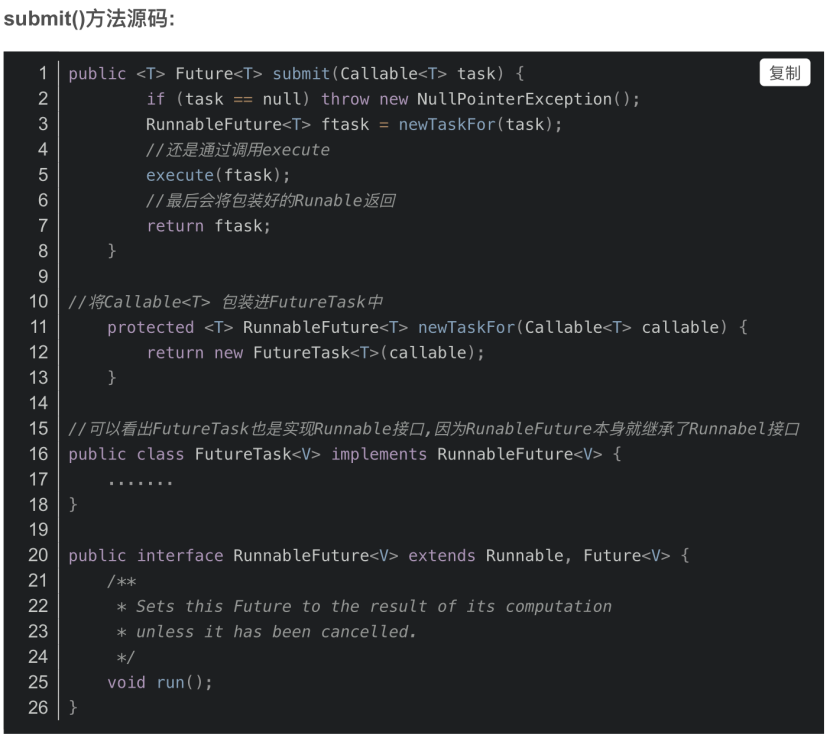 submit()方法源码:
复制
1 public <T> Future<T> submit(Callable<T> task) {
2 if (task == null) throw new NullPointerException();
3 RunnableFuture<T> ftask = newTaskFor(task);
4 //还是通过调用execute
5 execute(ftask);
6 //最后会将包装好的Runable返回
7 return ftask;
8 }
9
10 //将Callable<T> 包装进FutureTask中
11 protected <T> RunnableFuture<T> newTaskFor(Callable<T> callable) {
12 return new FutureTask<T>(callable);
13 }
14
15 //可以看出FutureTask也是实现Runnable接口,因为RunableFuture本身就继承了Runnabel接口
16 public class FutureTask<V> implements RunnableFuture<V> {
17 .......
18 }
19
20 public interface RunnableFuture<V> extends Runnable, Future<V> {
21 /**
22 * Sets this Future to the result of its computation
23 * unless it has been cancelled.
24 */
25 void run();
26 }